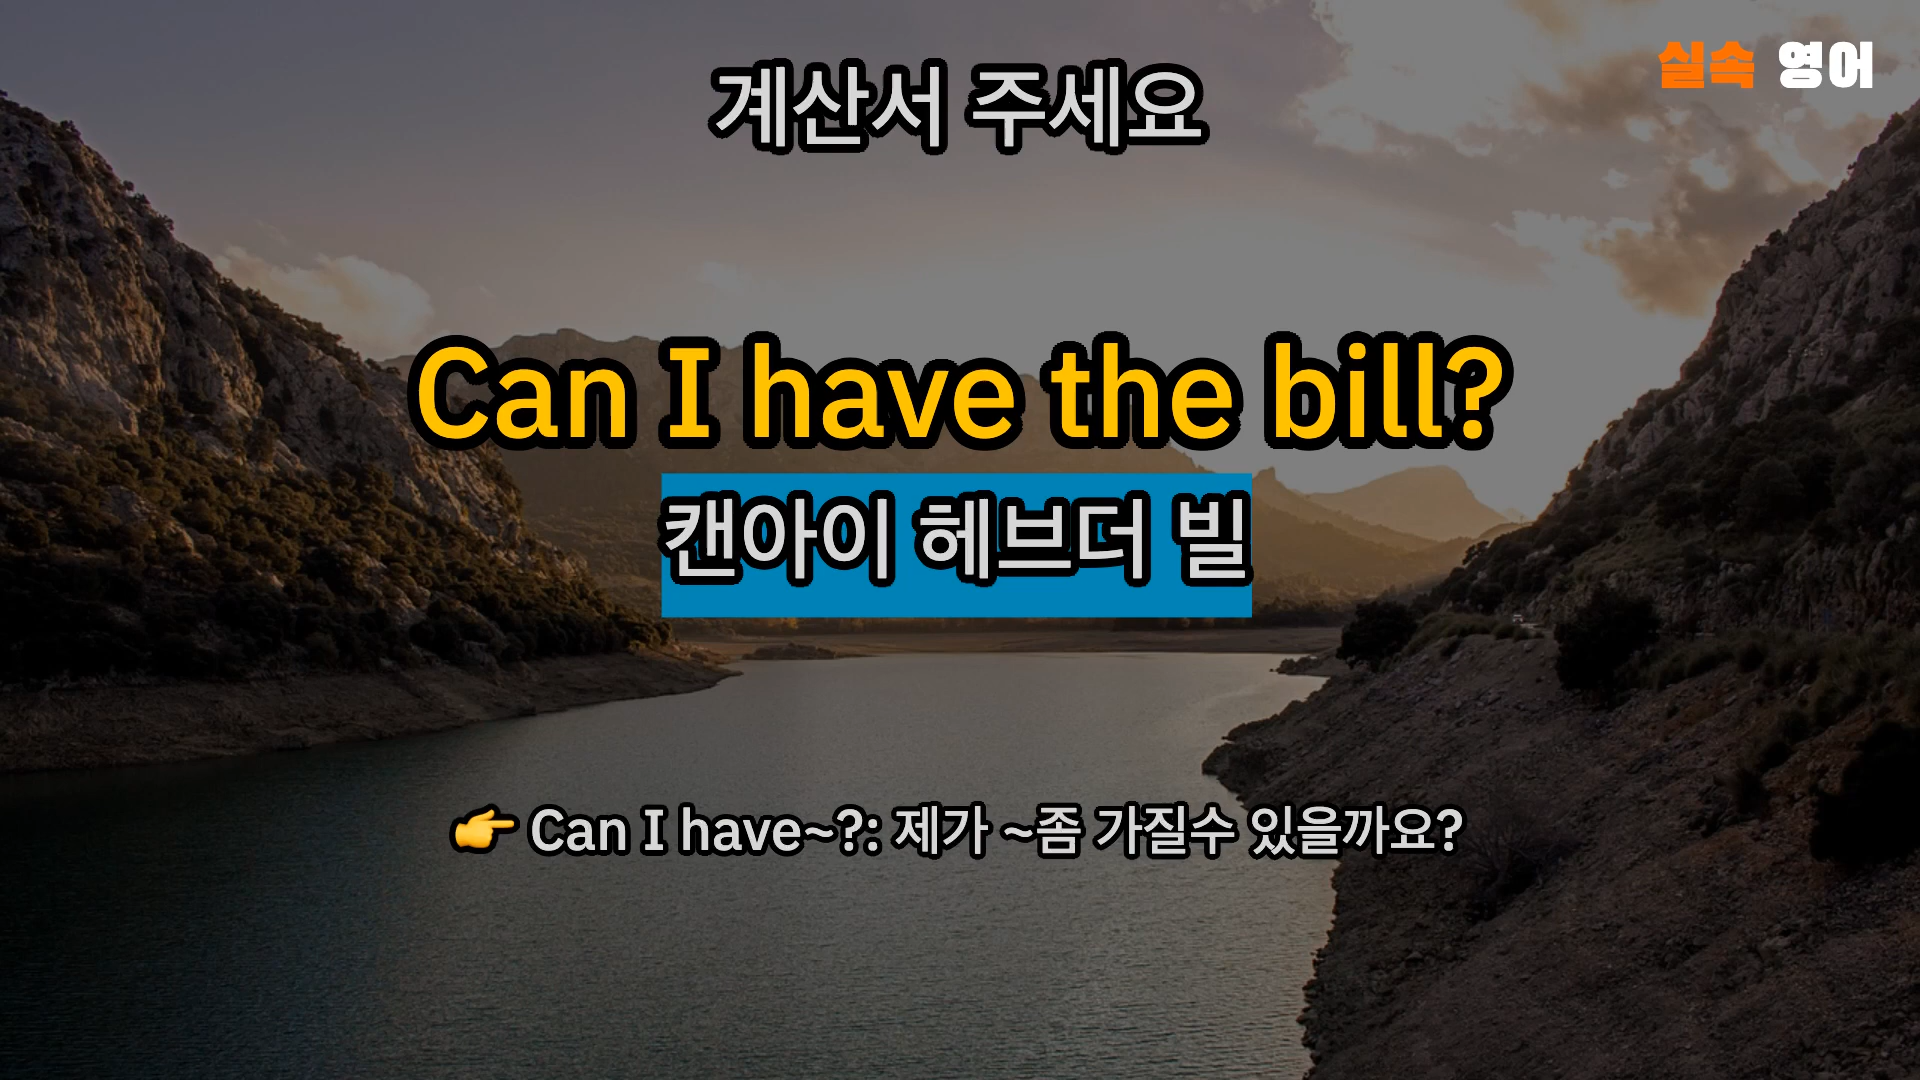 계산서 주세요
실속 영어
Can I have the bill?
캔아이 헤브더 빌
👉 Can I have~?: 제가 ~좀 가질수 있을까요?